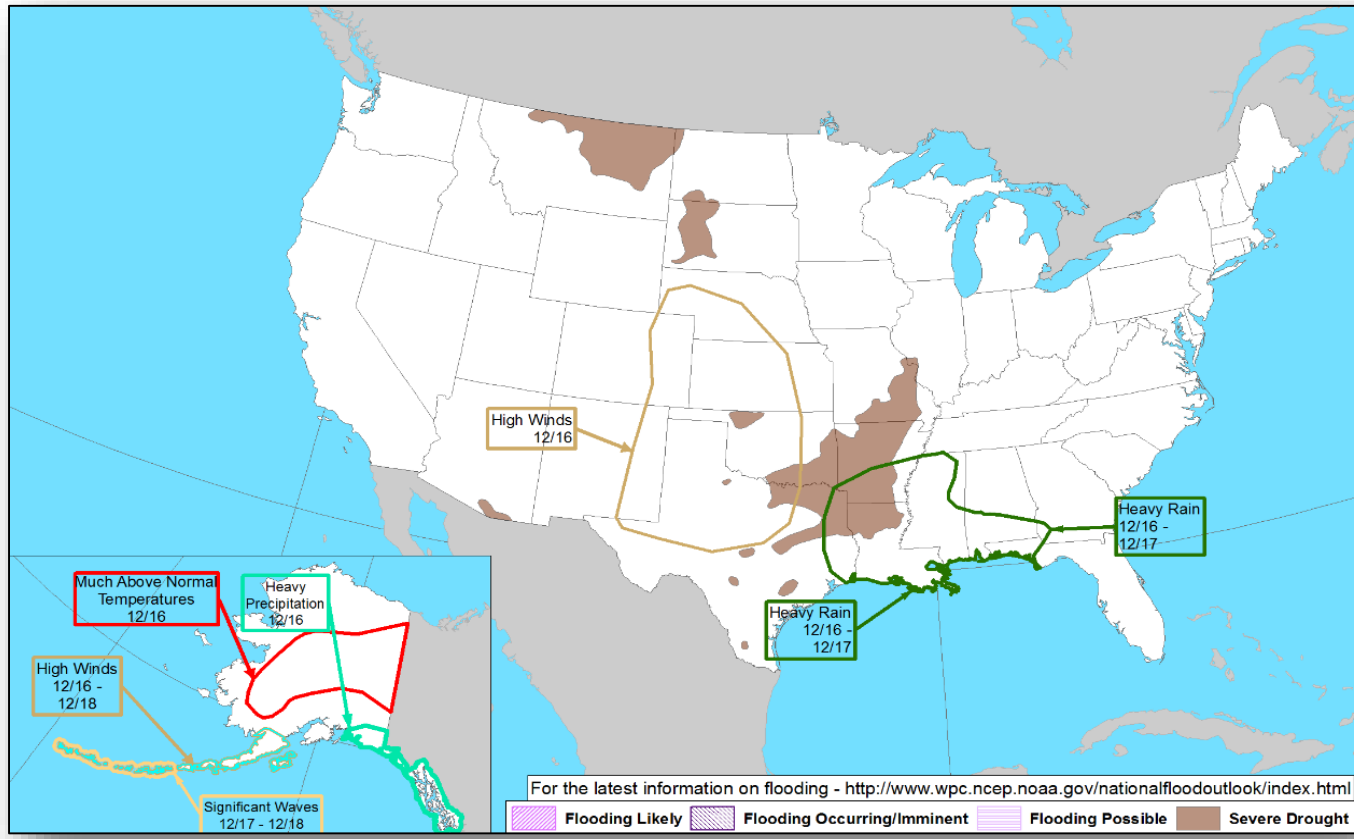 High Winds
12/16
Heavy Rain
12/16 -
12/17
Heavy Rain
12/16 -
12/17
Much Above Normal
Temperatures
12/16
Heavy
Precipitation
12/16
High Winds
12/16 -
12/18
Significant Waves
12/17 - 12/18
For the latest information on flooding - http://www.wpc.ncep.noaa.gov/nationalfloodoutlook/index.html
Flooding Likely Flooding Occurring/Imminent Flooding Possible Severe Drought